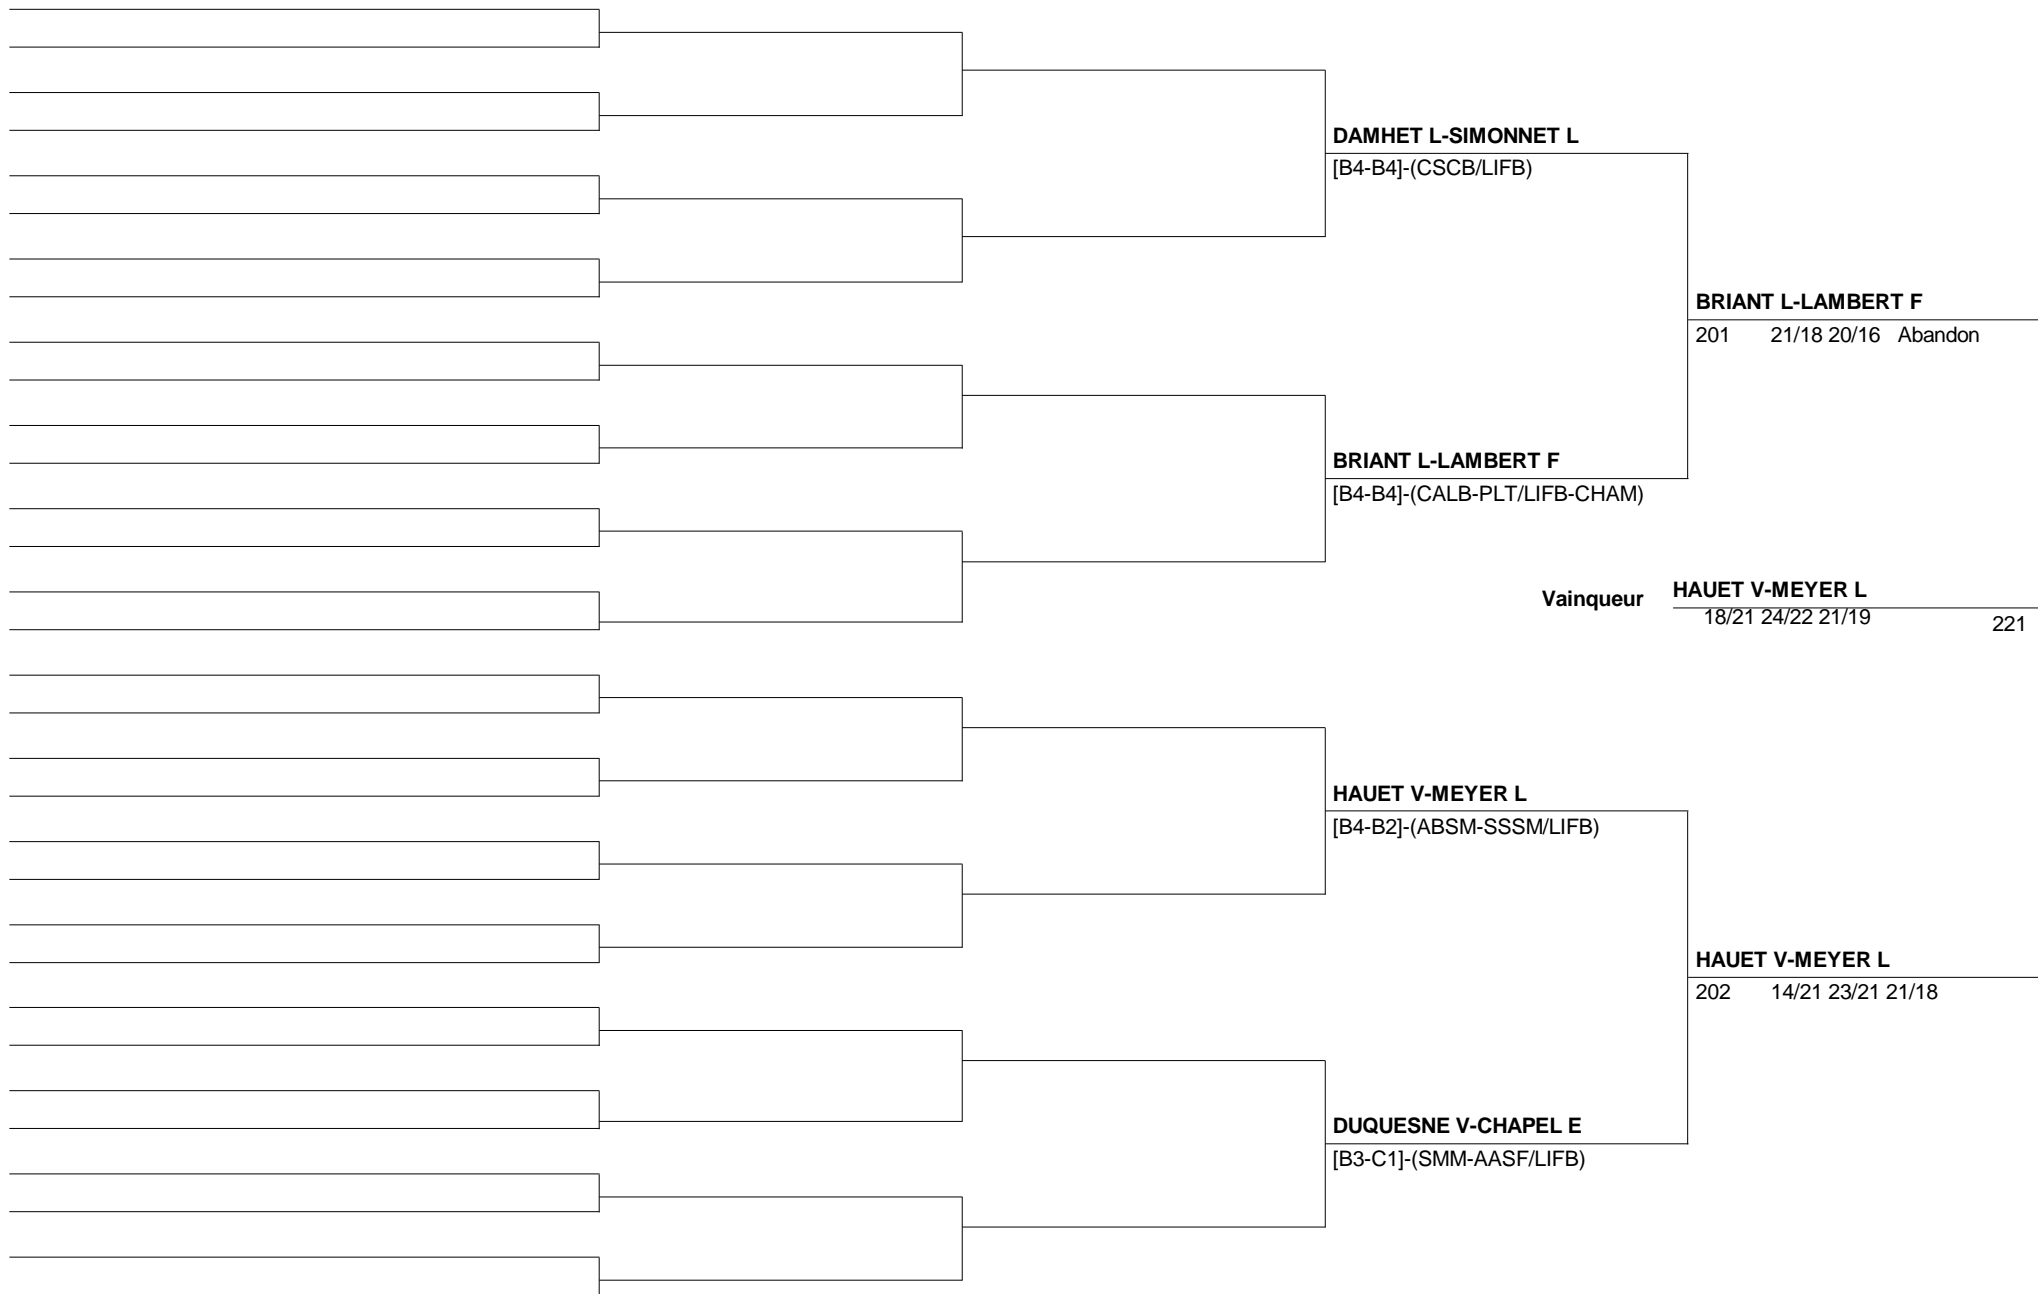 DAMHET L-SIMONNET L
[B4-B4]-(CSCB/LIFB)
BRIANT L-LAMBERT F
201 21/18 20/16 Abandon
BRIANT L-LAMBERT F
[B4-B4]-(CALB-PLT/LIFB-CHAM)
Vainqueur HAUET V-MEYER L
18/21 24/22 21/19 221
HAUET V-MEYER L
[B4-B2]-(ABSM-SSSM/LIFB)
HAUET V-MEYER L
202 14/21 23/21 21/18
DUQUESNE V-CHAPEL E
[B3-C1]-(SMM-AASF/LIFB)